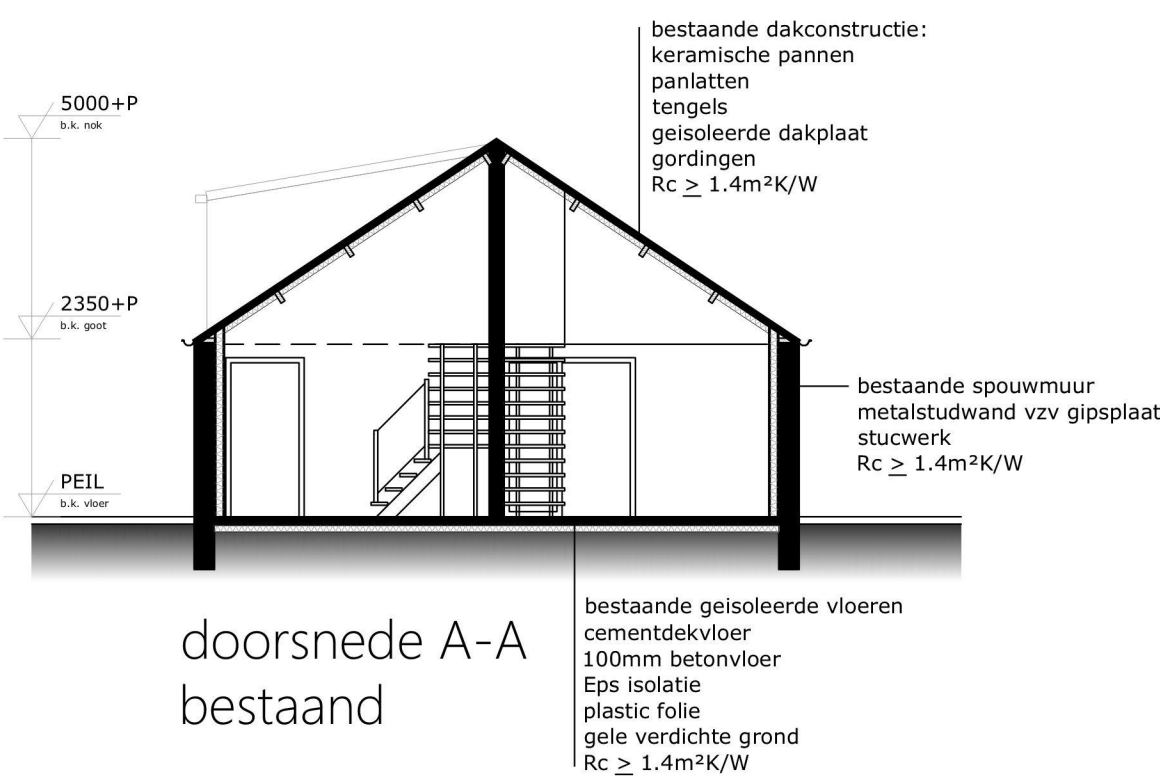 bestaande dakconstructie:
keramische pannen
panlatten
tengels
geisoleerde dakplaat
gordingen
Rc ≥ 1.4m²K/W
5000+P
b.k. nok
2350+P
b.k. goot
bestaande spouwmuur
metalstudwand vzv gipsplaat
stucwerk
Rc ≥ 1.4m²K/W
PEIL
b.k. vloer
doorsnede A-A
bestaand
bestaande geisoleerde vloeren
cementdekvloer
100mm betonvloer
Eps isolatie
plastic folie
gele verdichte grond
Rc ≥ 1.4m²K/W